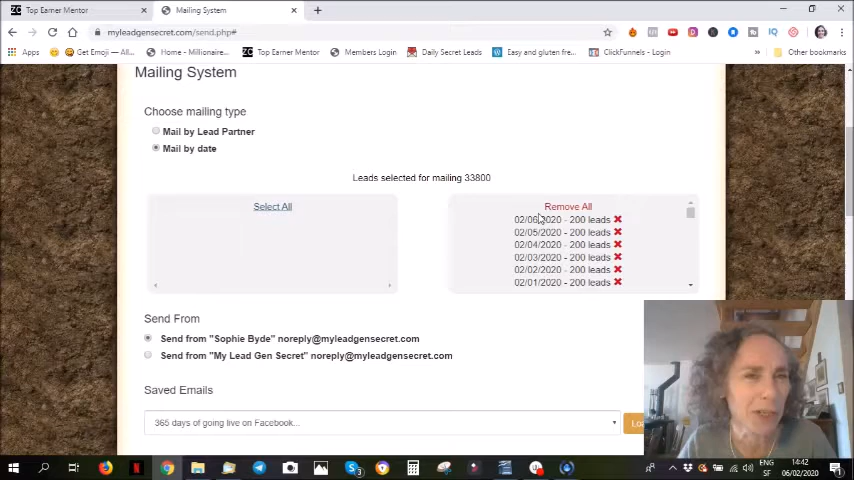 Top Earner Mentor
Mailing System
myleadgensecret.com/send.php#
Apps
Get Emoji — All Em...
Home - Millionaire...
Top Earner Mentor
Members Login
Daily Secret Leads
Easy and gluten fre...
ClickFunnels - Login
»
Other bookmarks
Mailing System
Choose mailing type
Mail by Lead Partner
Mail by date
Leads selected for mailing 33800
Select All
Remove All
02/06/2020 - 200 leads
02/05/2020 - 200 leads
02/04/2020 - 200 leads
02/03/2020 - 200 leads
02/02/2020 - 200 leads
02/01/2020 - 200 leads
Send From
Send from "Sophie Byde" noreply@myleadgensecret.com
Send from "My Lead Gen Secret" noreply@myleadgensecret.com
Saved Emails
365 days of going live on Facebook...
Loa
ENG
SF
14:42
06/02/2020